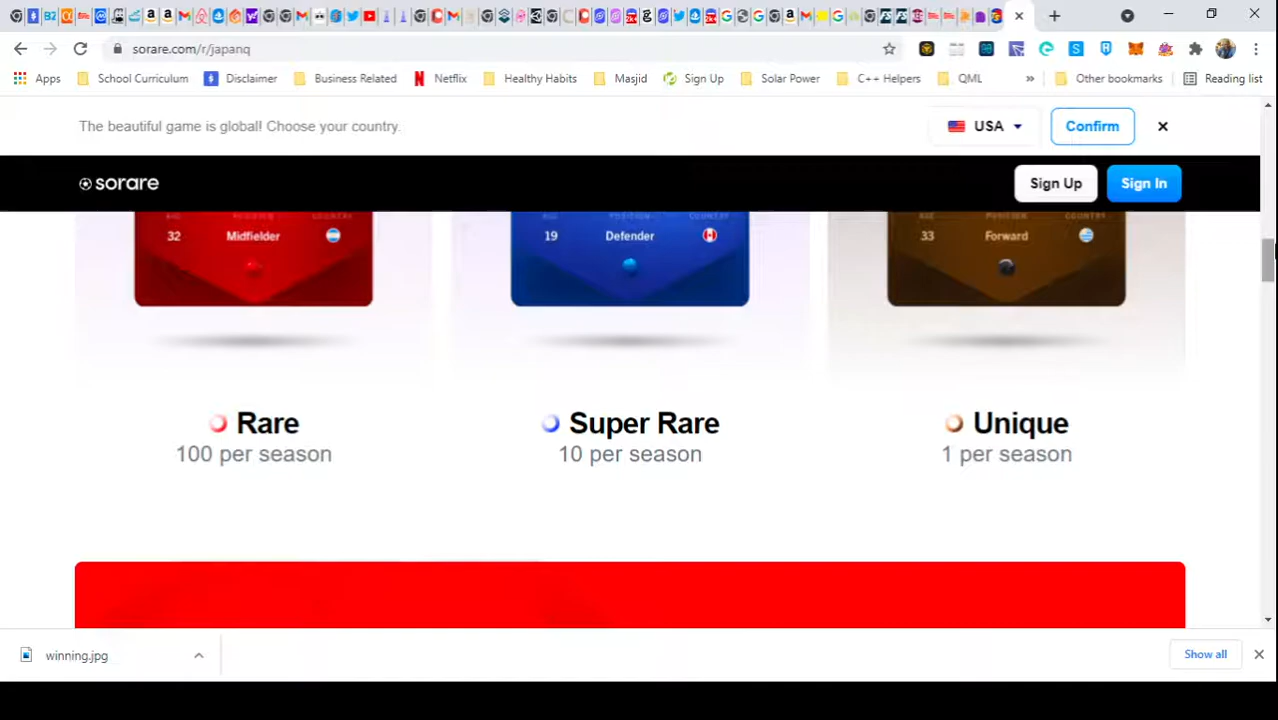 sorare.com/r/japanq
Apps School Curriculum Disclaimer Business Related Netflix Healthy Habits Masjid Sign Up Solar Power C++ Helpers QML » Other bookmarks Reading list
The beautiful game is global! Choose your country. USA Confirm
sorare Sign Up Sign In
32 Midfielder
19 Defender
33 Forward
Rare Super Rare Unique
100 per season 10 per season 1 per season
winning.jpg Show all